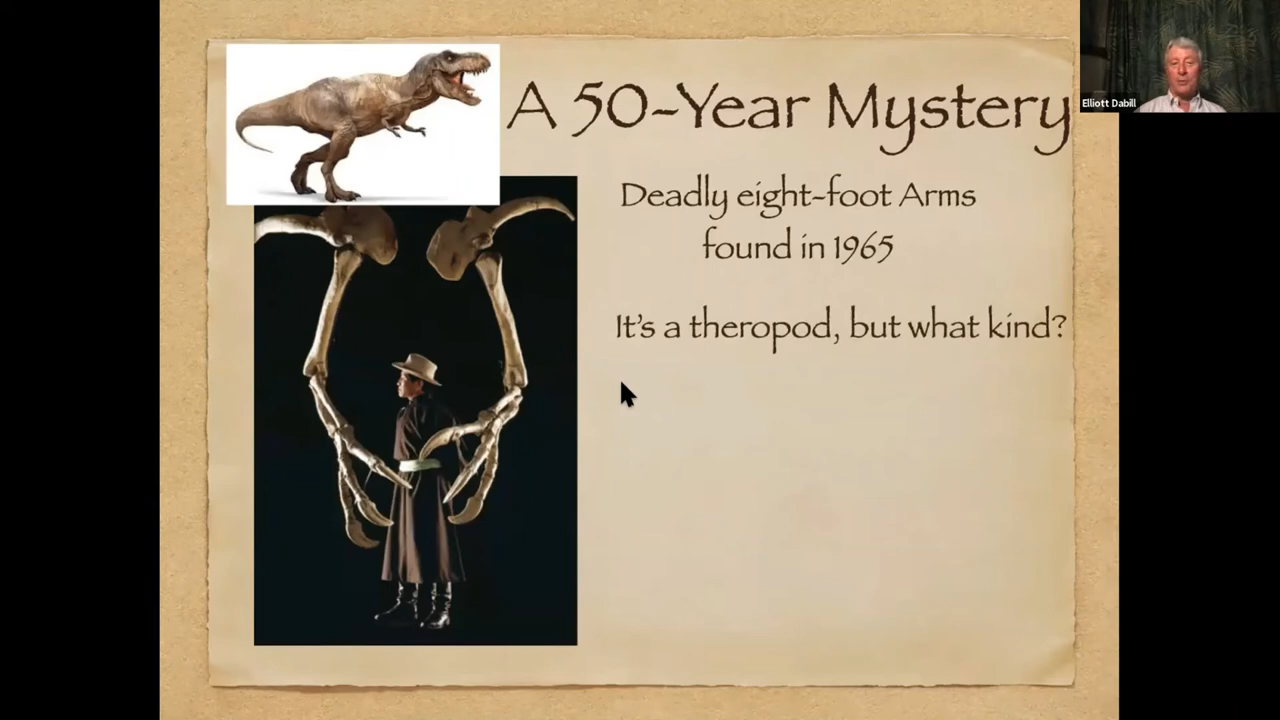 A 50-Year Mystery
Elliott Dabill
Deadly eight-foot Arms
found in 1965
It's a theropod, but what kind?